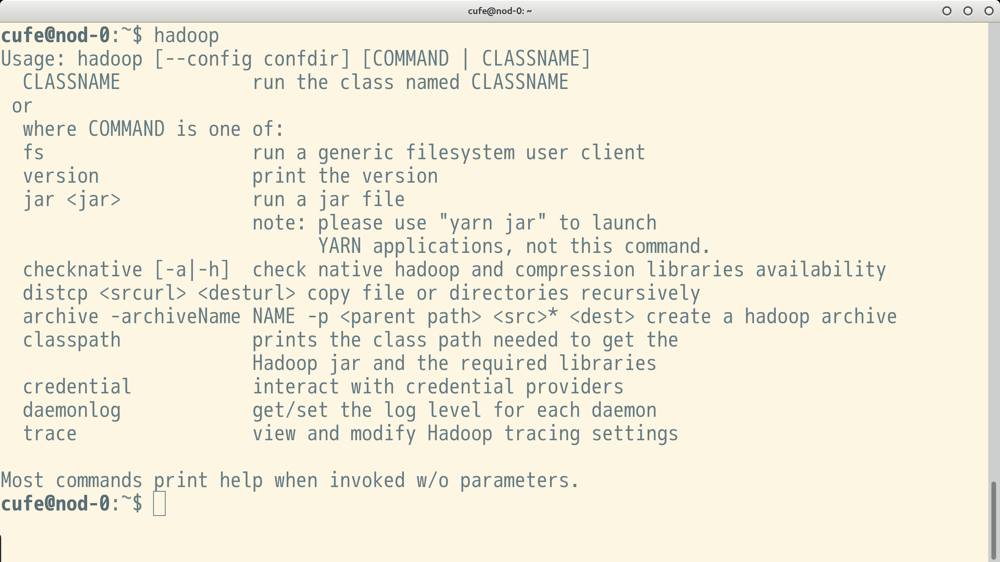 cufe@nod-0: ~
cufe@nod-0:~$ hadoop
Usage: hadoop [--config confdir] [COMMAND | CLASSNAME]
  CLASSNAME            run the class named CLASSNAME
 or
  where COMMAND is one of:
  fs                   run a generic filesystem user client
  version              print the version
  jar <jar>            run a jar file
                       note: please use "yarn jar" to launch
                             YARN applications, not this command.
  checknative [-a|-h]  check native hadoop and compression libraries availability
  distcp <srcurl> <desturl> copy file or directories recursively
  archive -archiveName NAME -p <parent path> <src>* <dest> create a hadoop archive
  classpath            prints the class path needed to get the
                       Hadoop jar and the required libraries
  credential           interact with credential providers
  daemonlog            get/set the log level for each daemon
  trace                view and modify Hadoop tracing settings

Most commands print help when invoked w/o parameters.
cufe@nod-0:~$